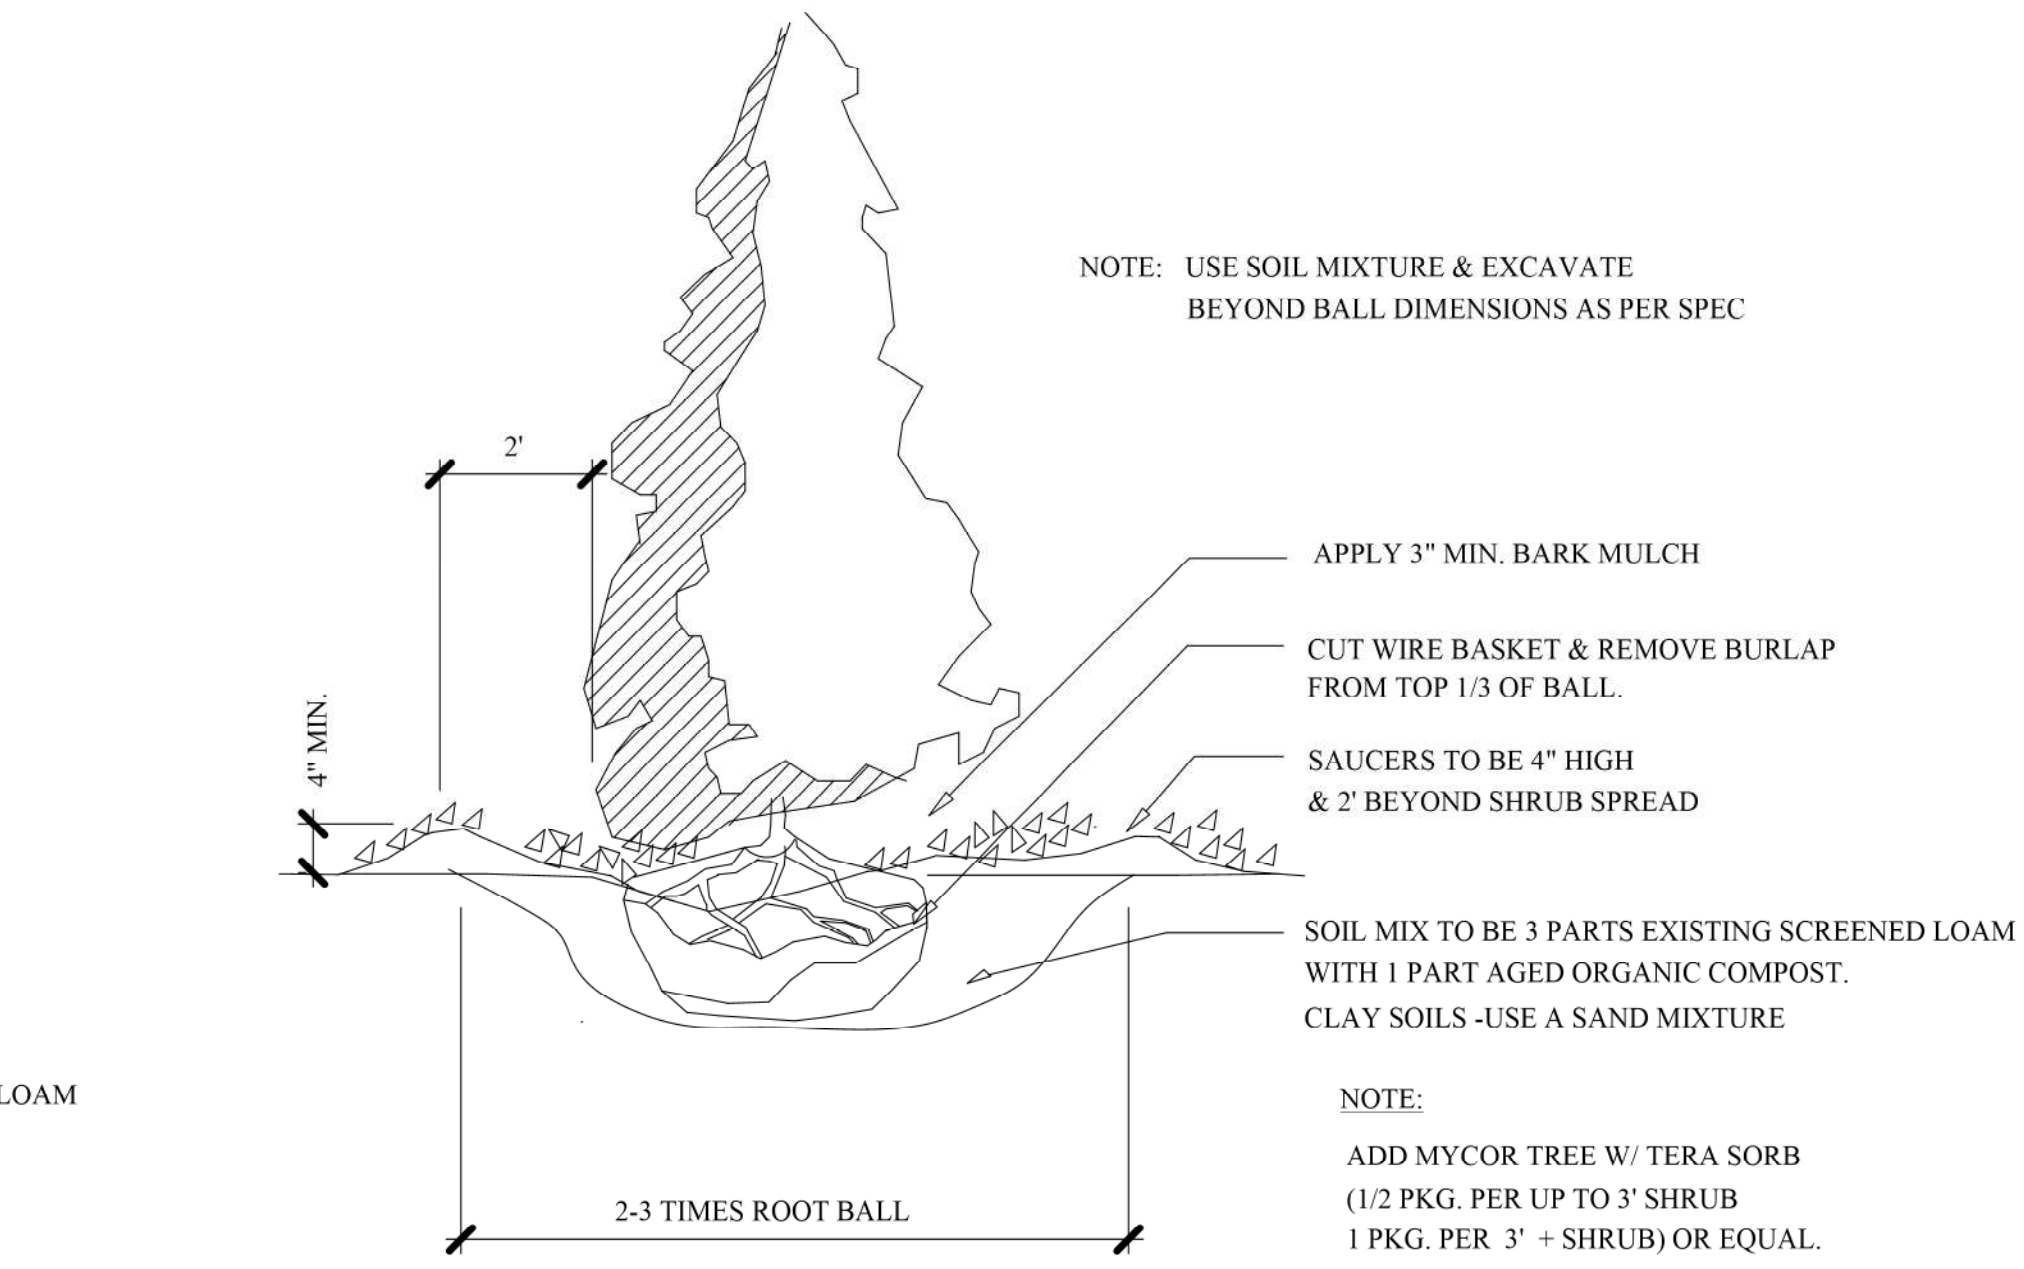 NOTE: USE SOIL MIXTURE & EXCAVATE
BEYOND BALL DIMENSIONS AS PER SPEC
2'
APPLY 3" MIN. BARK MULCH
CUT WIRE BASKET & REMOVE BURLAP
FROM TOP 1/3 OF BALL.
4" MIN.
SAUCERS TO BE 4" HIGH
& 2' BEYOND SHRUB SPREAD
SOIL MIX TO BE 3 PARTS EXISTING SCREENED LOAM
WITH 1 PART AGED ORGANIC COMPOST.
CLAY SOILS -USE A SAND MIXTURE
LOAM
NOTE:
ADD MYCOR TREE W/ TERA SORB
(1/2 PKG. PER UP TO 3' SHRUB
1 PKG. PER 3' + SHRUB) OR EQUAL.
2-3 TIMES ROOT BALL